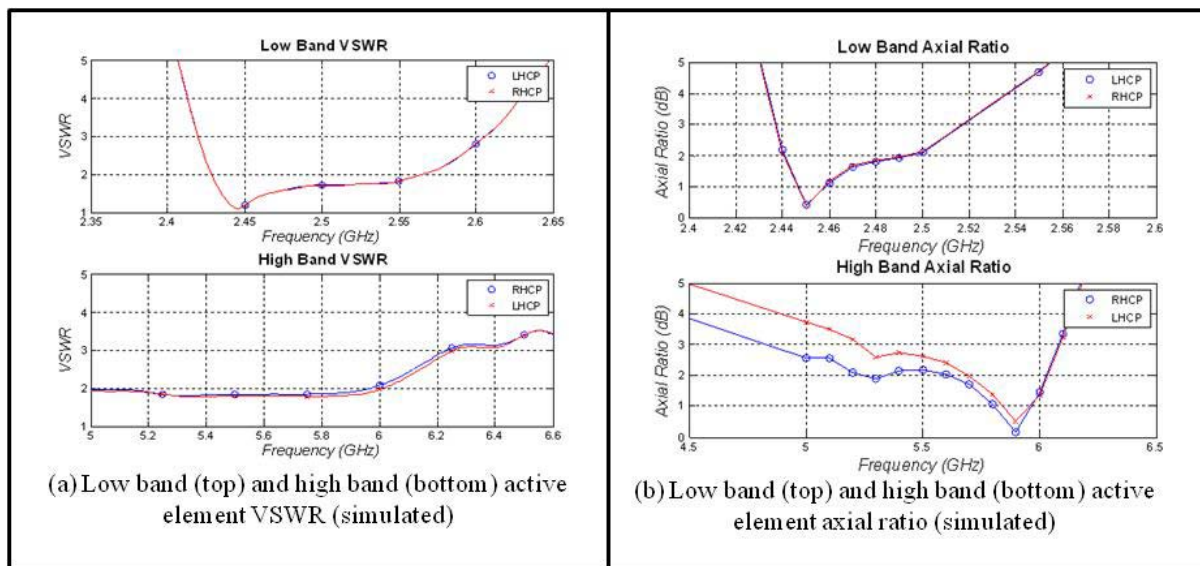 Low Band VSWR
5
4
3
2
1
VSWR
LHCP
RHCP
2.35
2.4
2.45
2.5
2.55
2.6
2.65
Frequency (GHz)
High Band VSWR
5
4
3
2
1
VSWR
RHCP
LHCP
5
5.2
5.4
5.6
5.8
6
6.2
6.4
6.6
Frequency (GHz)
(a) Low band (top) and high band (bottom) active
element VSWR (simulated)
Low Band Axial Ratio
5
4
3
2
1
0
Axial Ratio (dB)
LHCP
RHCP
2.4
2.42
2.44
2.46
2.48
2.5
2.52
2.54
2.56
2.58
2.6
Frequency (GHz)
High Band Axial Ratio
5
4
3
2
1
0
Axial Ratio (dB)
RHCP
LHCP
4.5
5
5.5
6
6.5
Frequency (GHz)
(b) Low band (top) and high band (bottom) active
element axial ratio (simulated)